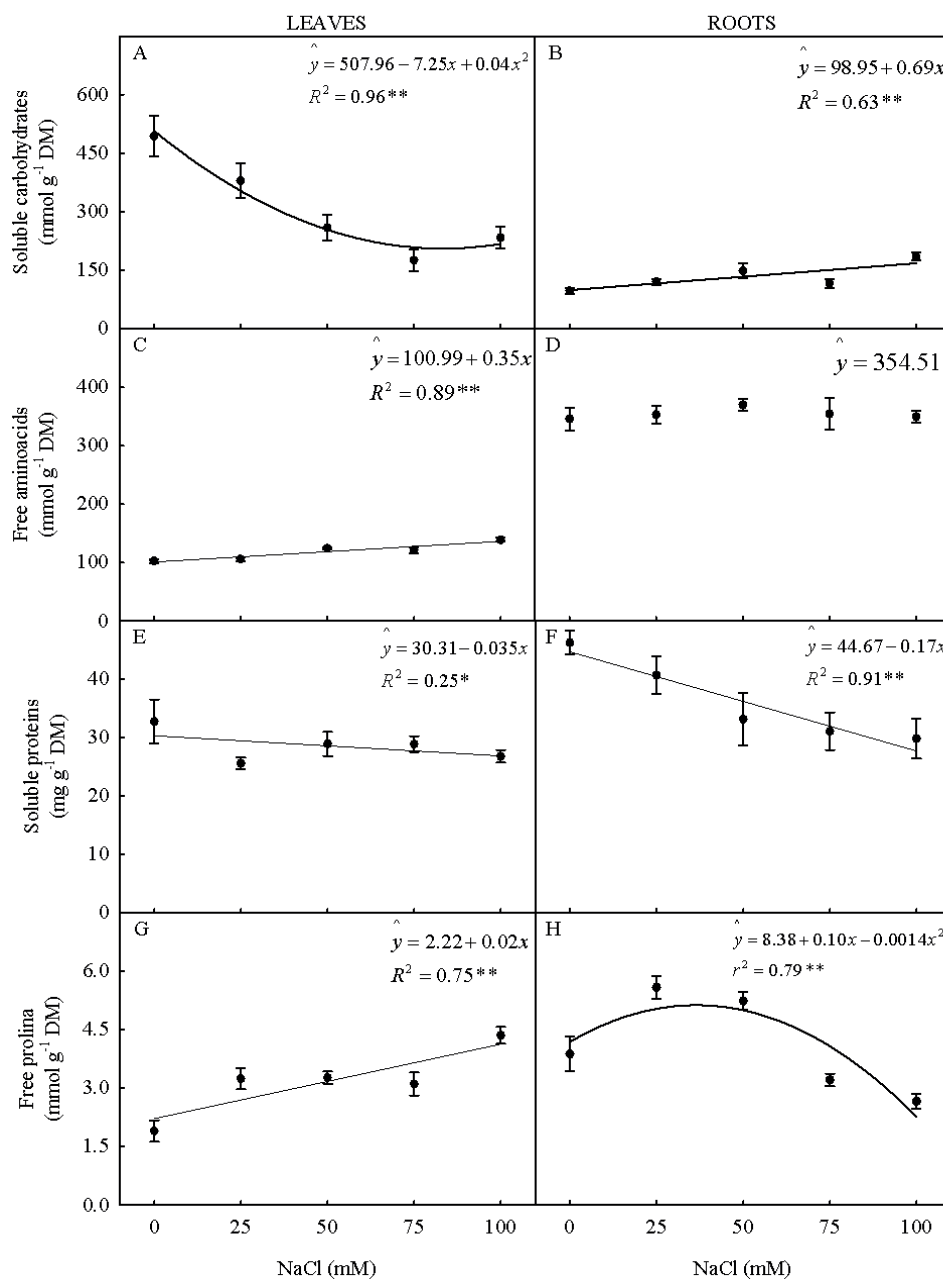 LEAVES
ROOTS
A
ŷ = 507.96 − 7.25x + 0.04x²
R² = 0.96**
B
ŷ = 98.95 + 0.69x
R² = 0.63**
Soluble carbohydrates
(mmol g⁻¹ DM)
600
450
300
150
0
C
ŷ = 100.99 + 0.35x
R² = 0.89**
D
ŷ = 354.51
Free aminoacids
(mmol g⁻¹ DM)
400
300
200
100
0
E
ŷ = 30.31 − 0.035x
R² = 0.25*
F
ŷ = 44.67 − 0.17x
R² = 0.91**
Soluble proteins
(mg g⁻¹ DM)
40
30
20
10
0
G
ŷ = 2.22 + 0.02x
R² = 0.75**
H
ŷ = 8.38 + 0.10x − 0.0014x²
r² = 0.79**
Free prolina
(mmol g⁻¹ DM)
6.0
4.5
3.0
1.5
0.0
0 25 50 75 100
0 25 50 75 100
NaCl (mM)
NaCl (mM)